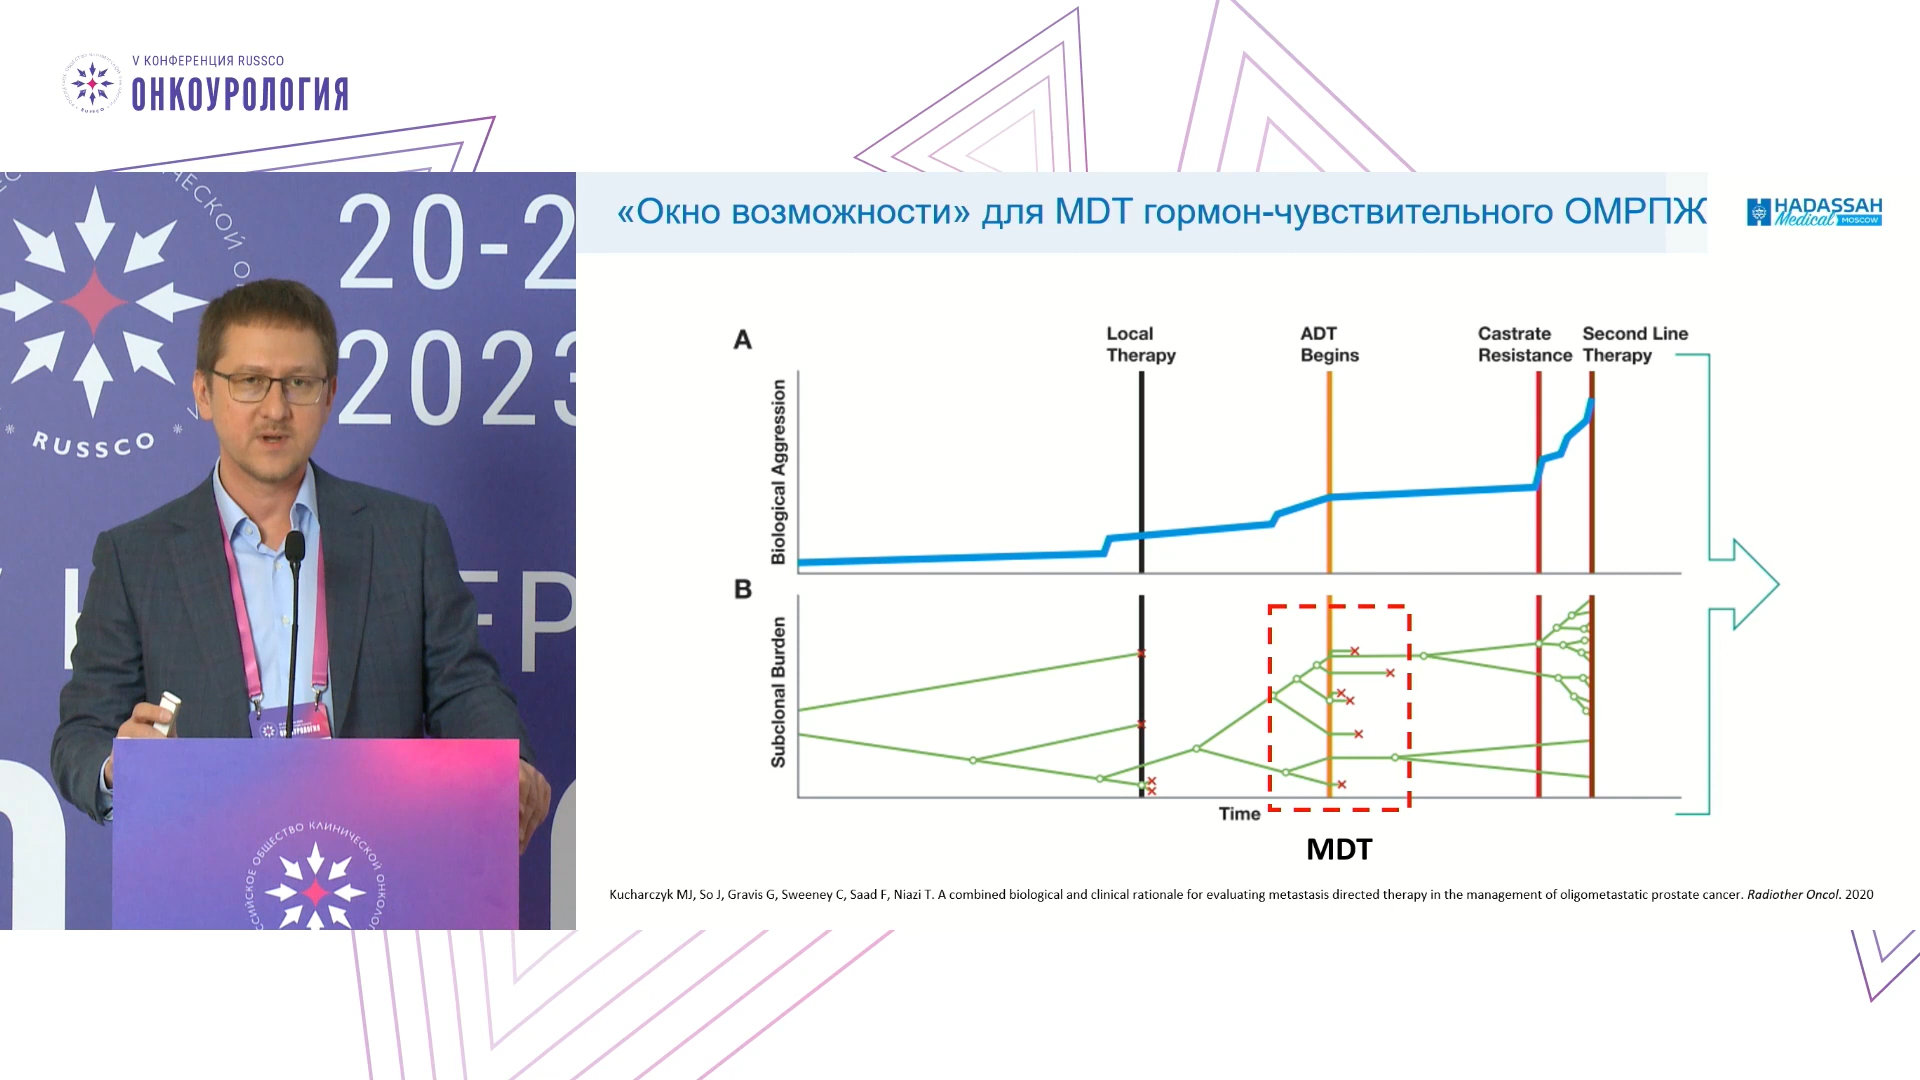 V КОНФЕРЕНЦИЯ RUSSCO
ОНКОУРОЛОГИЯ
20-2
2023
RUSSCO
ОНКОУРОЛОГИЯ
ОБЩЕСТВО КЛИНИЧЕСКОЙ
«Окно возможности» для MDT гормон-чувствительного ОМРПЖ
HADASSAH
Medical MOSCOW
A
Local Therapy
ADT Begins
Castrate Resistance
Second Line Therapy
Biological Aggression
B
Subclonal Burden
Time
MDT
Kucharczyk MJ, So J, Gravis G, Sweeney C, Saad F, Niazi T. A combined biological and clinical rationale for evaluating metastasis directed therapy in the management of oligometastatic prostate cancer. Radiother Oncol. 2020